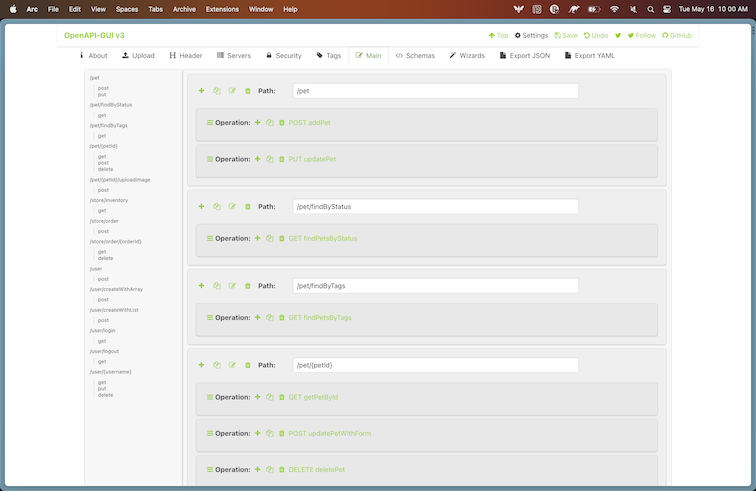 Arc File Edit View Spaces Tabs Archive Extensions Window Help Tue May 16 10 00 AM
OpenAPI-GUI v3 Top Settings Save Undo Follow GitHub
About Upload Header Servers Security Tags Main Schemas Wizards Export JSON Export YAML
/pet
post
put
/pet/findByStatus
get
/pet/findByTags
get
/pet/{petId}
get
post
delete
/pet/{petId}/uploadImage
post
/store/inventory
get
/store/order
post
/store/order/{orderId}
get
delete
/user
post
/user/createWithArray
post
/user/createWithList
post
/user/login
get
/user/logout
get
/user/{username}
get
put
delete
Path: /pet
Operation: POST addPet
Operation: PUT updatePet
Path: /pet/findByStatus
Operation: GET findPetsByStatus
Path: /pet/findByTags
Operation: GET findPetsByTags
Path: /pet/{petId}
Operation: GET getPetById
Operation: POST updatePetWithForm
Operation: DELETE deletePet